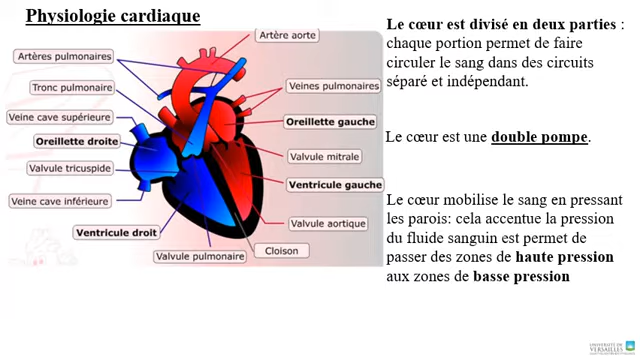 Physiologie cardiaque
Artère aorte
Artères pulmonaires
Tronc pulmonaire
Veine cave supérieure
Oreillette droite
Valvule tricuspide
Veine cave inférieure
Ventricule droit
Valvule pulmonaire
Veines pulmonaires
Oreillette gauche
Valvule mitrale
Ventricule gauche
Valvule aortique
Cloison
Le cœur est divisé en deux parties :
chaque portion permet de faire
circuler le sang dans des circuits
séparé et indépendant.
Le cœur est une double pompe.
Le cœur mobilise le sang en pressant
les parois: cela accentue la pression
du fluide sanguin est permet de
passer des zones de haute pression
aux zones de basse pression
UNIVERSITÉ DE
VERSAILLES